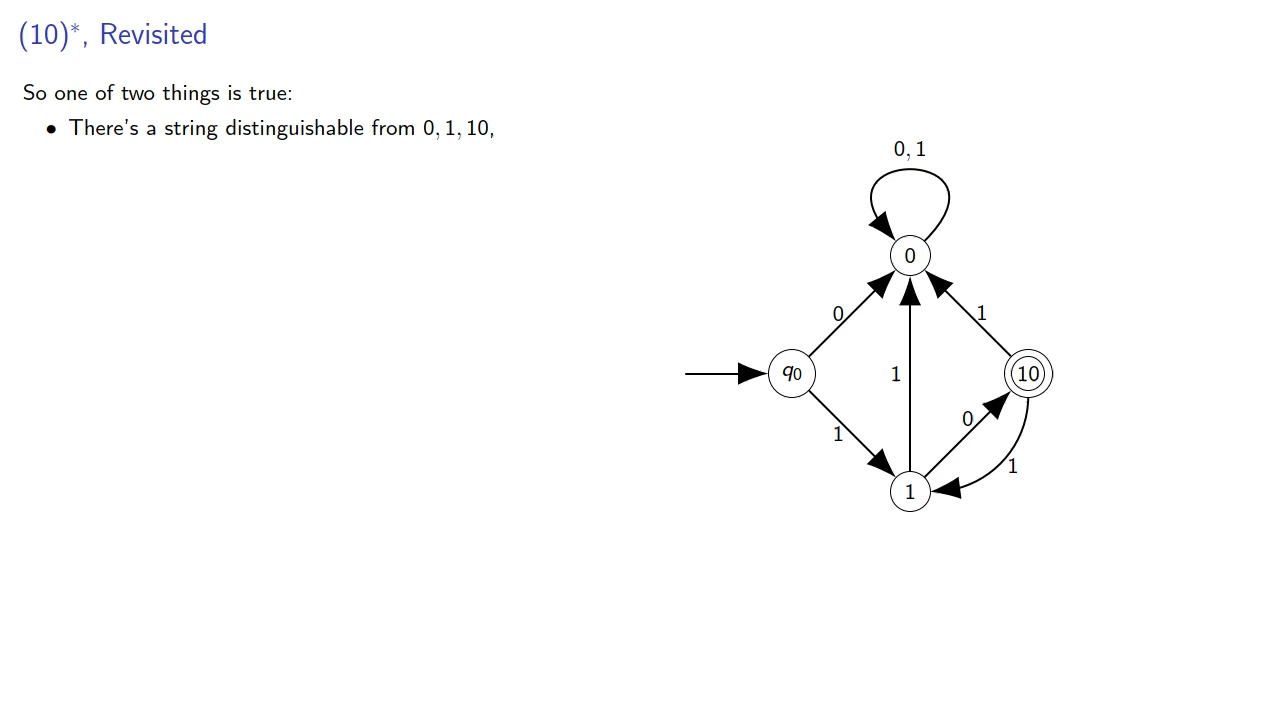 (10)*, Revisited
So one of two things is true:
• There's a string distinguishable from 0, 1, 10,
0, 1
0
0
1
q0
1
10
0
1
1
1